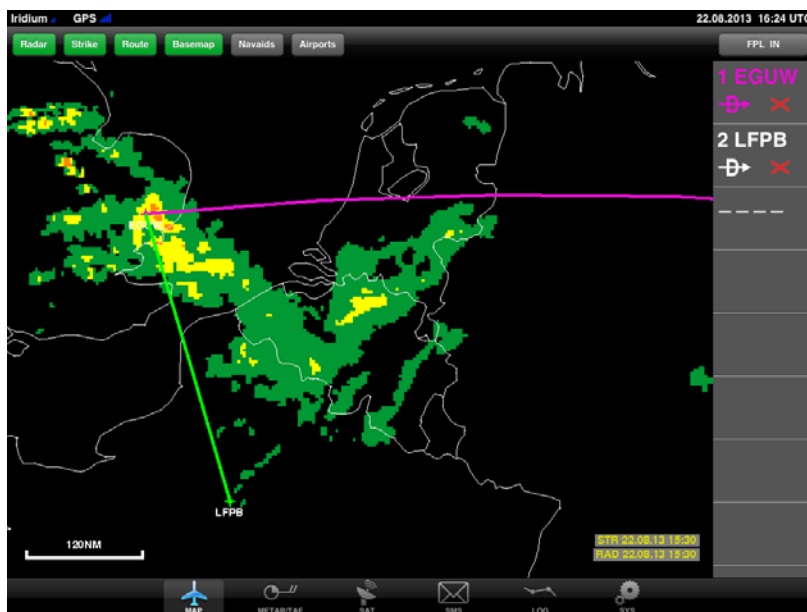 Iridium GPS 22.08.2013 16:24 UTC
Radar Strike Route Basemap Navaids Airports FPL IN
1 EGUW
D
2 LFPB
D
LFPB
120NM
STR 22.08.13 15:30
RAD 22.08.13 15:30
MAP METAR/TAF SAT SMS LOG SYS